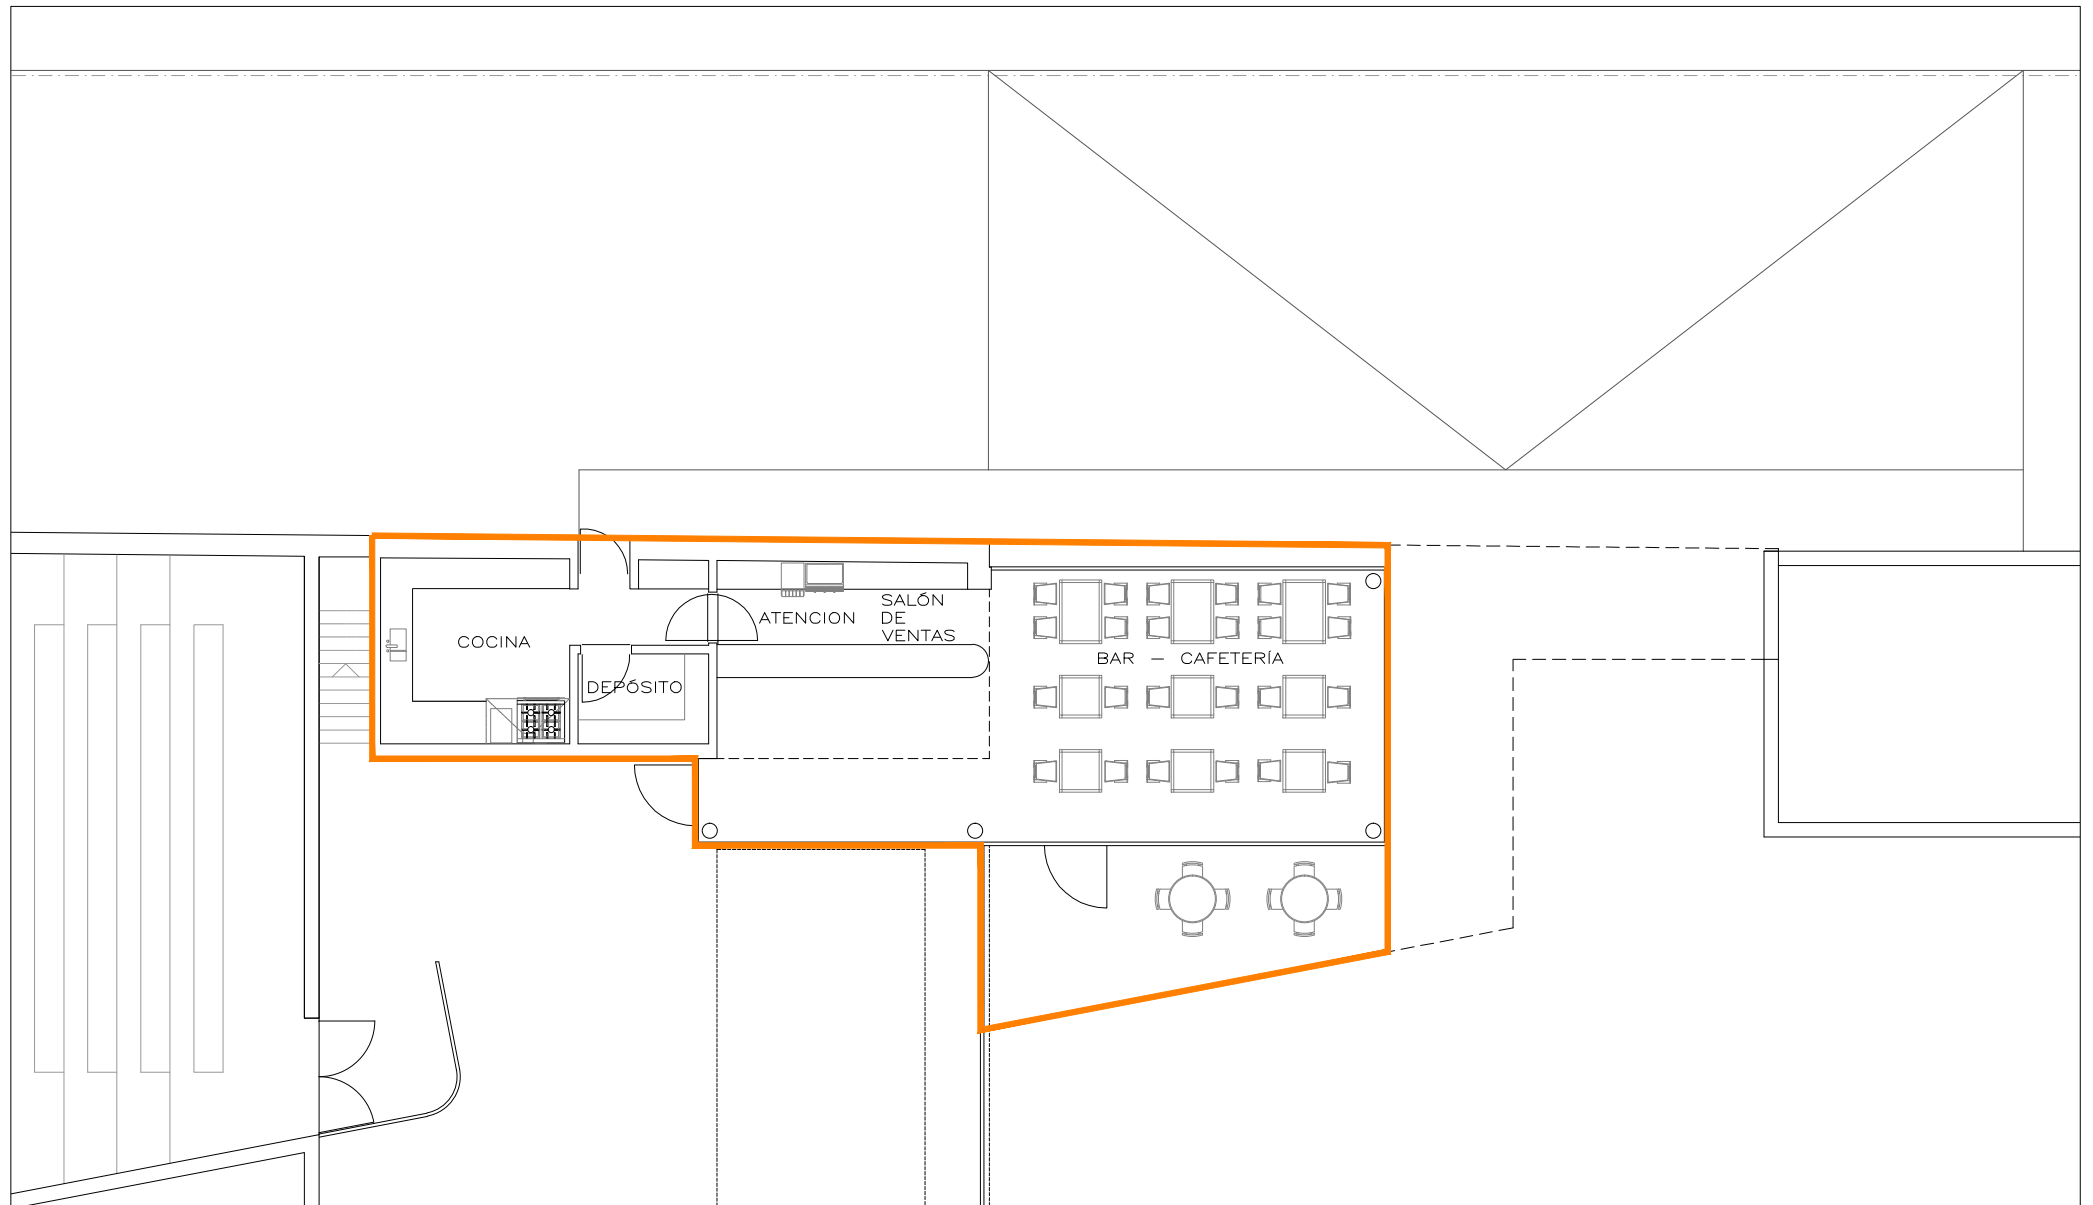 COCINA
DEPÓSITO
ATENCION
SALÓN
DE
VENTAS
BAR – CAFETERÍA